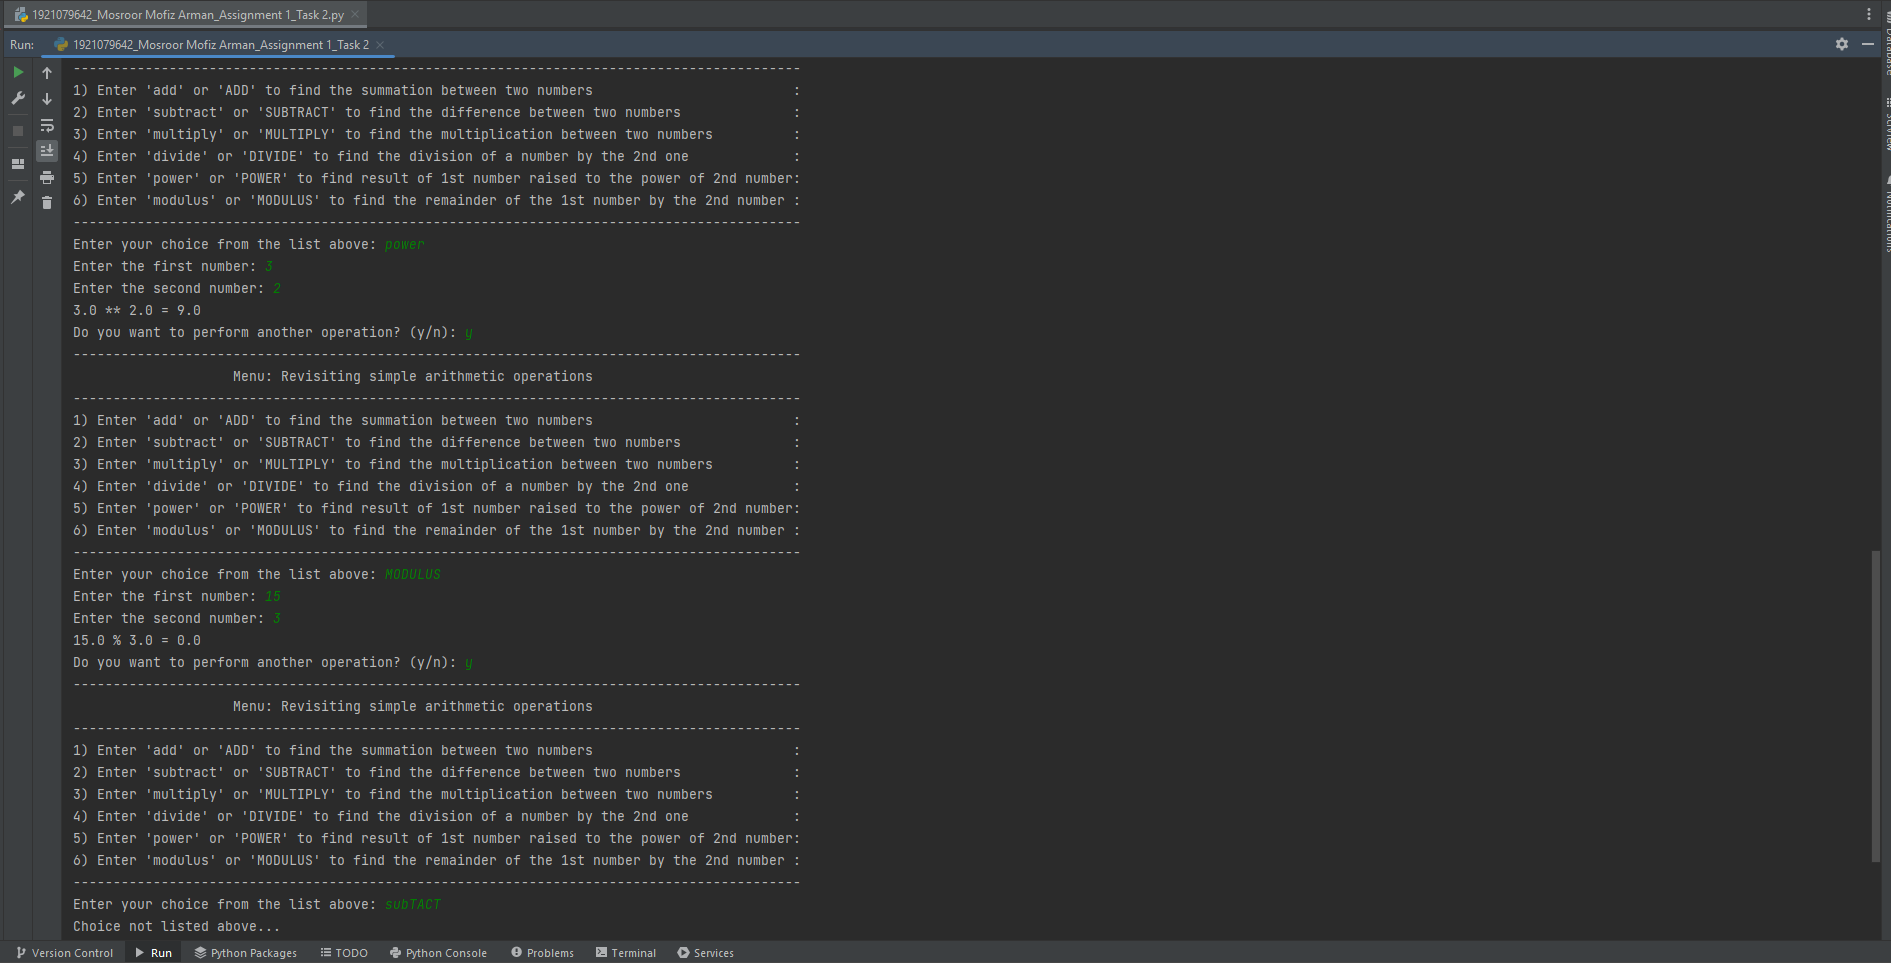 1921079642_Mosroor Mofiz Arman_Assignment 1_Task 2.py
Run: 1921079642_Mosroor Mofiz Arman_Assignment 1_Task 2
-------------------------------------------------------------------------------------------
1) Enter 'add' or 'ADD' to find the summation between two numbers                         :
2) Enter 'subtract' or 'SUBTRACT' to find the difference between two numbers              :
3) Enter 'multiply' or 'MULTIPLY' to find the multiplication between two numbers          :
4) Enter 'divide' or 'DIVIDE' to find the division of a number by the 2nd one             :
5) Enter 'power' or 'POWER' to find result of 1st number raised to the power of 2nd number:
6) Enter 'modulus' or 'MODULUS' to find the remainder of the 1st number by the 2nd number :
-------------------------------------------------------------------------------------------
Enter your choice from the list above: power
Enter the first number: 3
Enter the second number: 2
3.0 ** 2.0 = 9.0
Do you want to perform another operation? (y/n): y
-------------------------------------------------------------------------------------------
                    Menu: Revisiting simple arithmetic operations
-------------------------------------------------------------------------------------------
1) Enter 'add' or 'ADD' to find the summation between two numbers                         :
2) Enter 'subtract' or 'SUBTRACT' to find the difference between two numbers              :
3) Enter 'multiply' or 'MULTIPLY' to find the multiplication between two numbers          :
4) Enter 'divide' or 'DIVIDE' to find the division of a number by the 2nd one             :
5) Enter 'power' or 'POWER' to find result of 1st number raised to the power of 2nd number:
6) Enter 'modulus' or 'MODULUS' to find the remainder of the 1st number by the 2nd number :
-------------------------------------------------------------------------------------------
Enter your choice from the list above: MODULUS
Enter the first number: 15
Enter the second number: 3
15.0 % 3.0 = 0.0
Do you want to perform another operation? (y/n): y
-------------------------------------------------------------------------------------------
                    Menu: Revisiting simple arithmetic operations
-------------------------------------------------------------------------------------------
1) Enter 'add' or 'ADD' to find the summation between two numbers                         :
2) Enter 'subtract' or 'SUBTRACT' to find the difference between two numbers              :
3) Enter 'multiply' or 'MULTIPLY' to find the multiplication between two numbers          :
4) Enter 'divide' or 'DIVIDE' to find the division of a number by the 2nd one             :
5) Enter 'power' or 'POWER' to find result of 1st number raised to the power of 2nd number:
6) Enter 'modulus' or 'MODULUS' to find the remainder of the 1st number by the 2nd number :
-------------------------------------------------------------------------------------------
Enter your choice from the list above: subTACT
Choice not listed above...
Version Control Run Python Packages TODO Python Console Problems Terminal Services